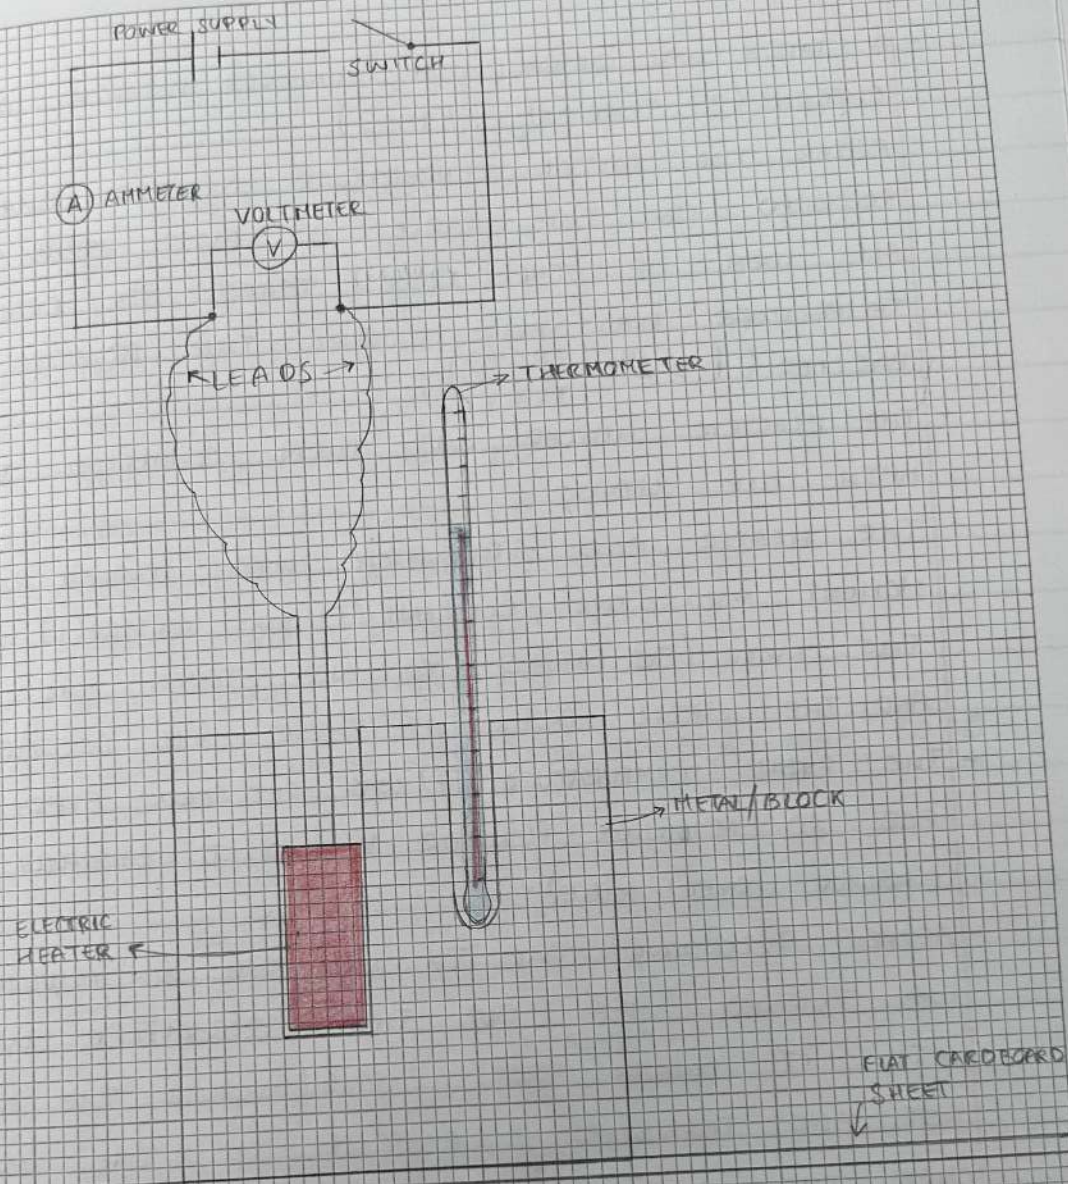 POWER SUPPLY
SWITCH
A AMMETER
VOLTMETER
V
LEADS
THERMOMETER
METAL/BLOCK
ELECTRIC
HEATER
FLAT CARDBOARD
SHEET